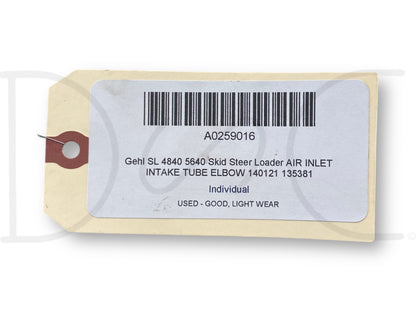 A0259016
Gehl SL 4840 5640 Skid Steer Loader AIR INLET
INTAKE TUBE ELBOW 140121 135381
Individual
USED - GOOD, LIGHT WEAR